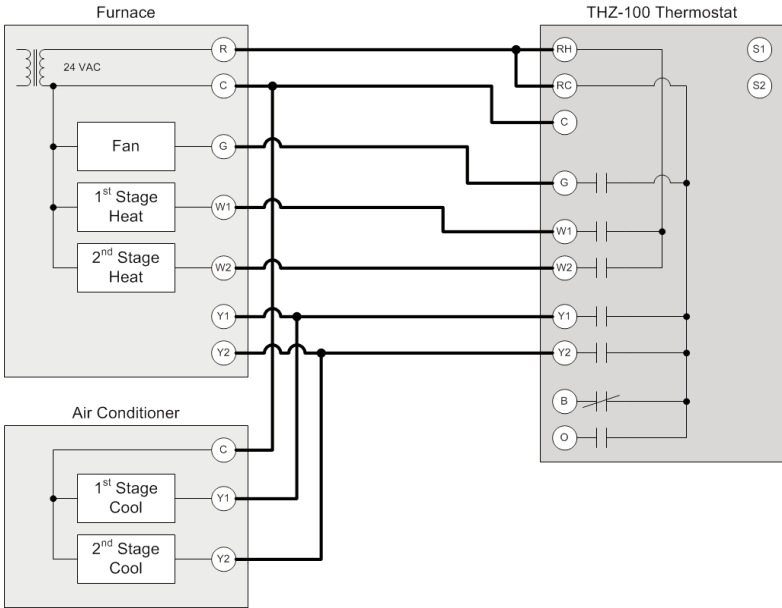 Furnace
THZ-100 Thermostat
24 VAC
R
C
Fan
G
1st Stage
Heat
W1
2nd Stage
Heat
W2
Y1
Y2
RH
S1
RC
S2
C
G
W1
W2
Y1
Y2
B
O
Air Conditioner
C
1st Stage
Cool
Y1
2nd Stage
Cool
Y2